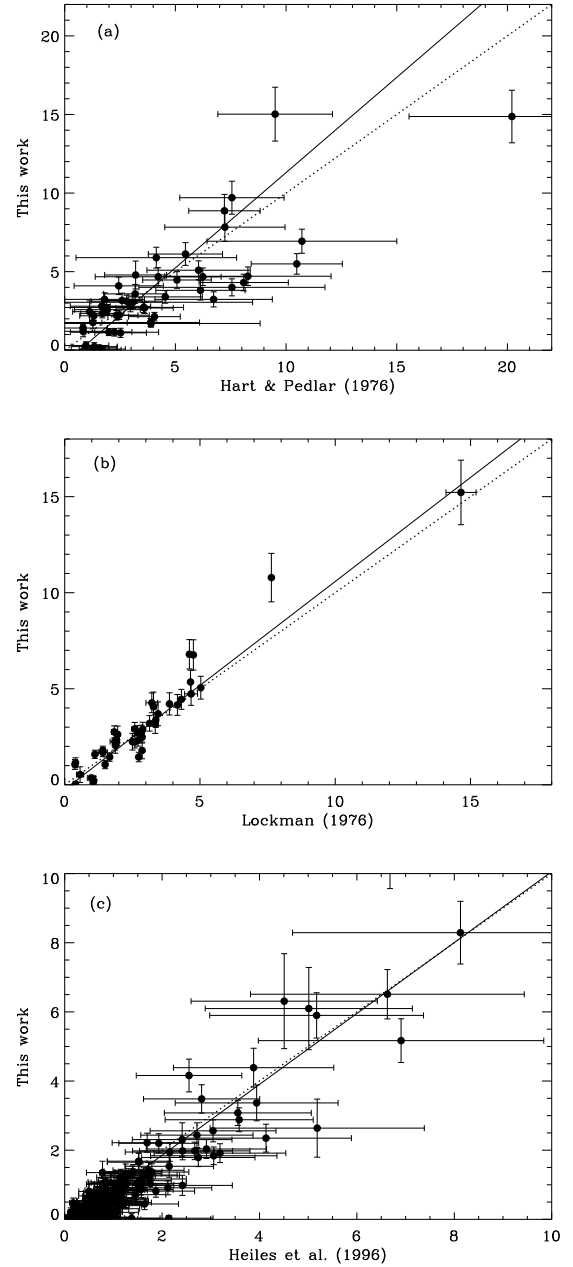 (a)
This work
20
15
10
5
0
0 5 10 15 20
Hart & Pedlar (1976)
(b)
This work
15
10
5
0
0 5 10 15
Lockman (1976)
(c)
This work
10
8
6
4
2
0
0 2 4 6 8 10
Heiles et al. (1996)